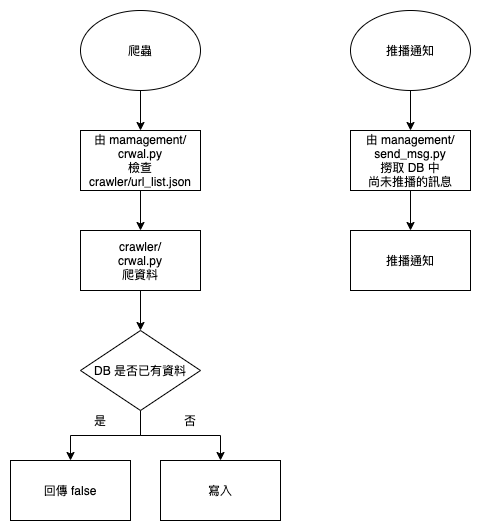 爬蟲
由 mamagement/
crwal.py
檢查
crawler/url_list.json
crawler/
crwal.py
爬資料
DB 是否已有資料
是
否
回傳 false
寫入
推播通知
由 management/
send_msg.py
撈取 DB 中
尚未推播的訊息
推播通知